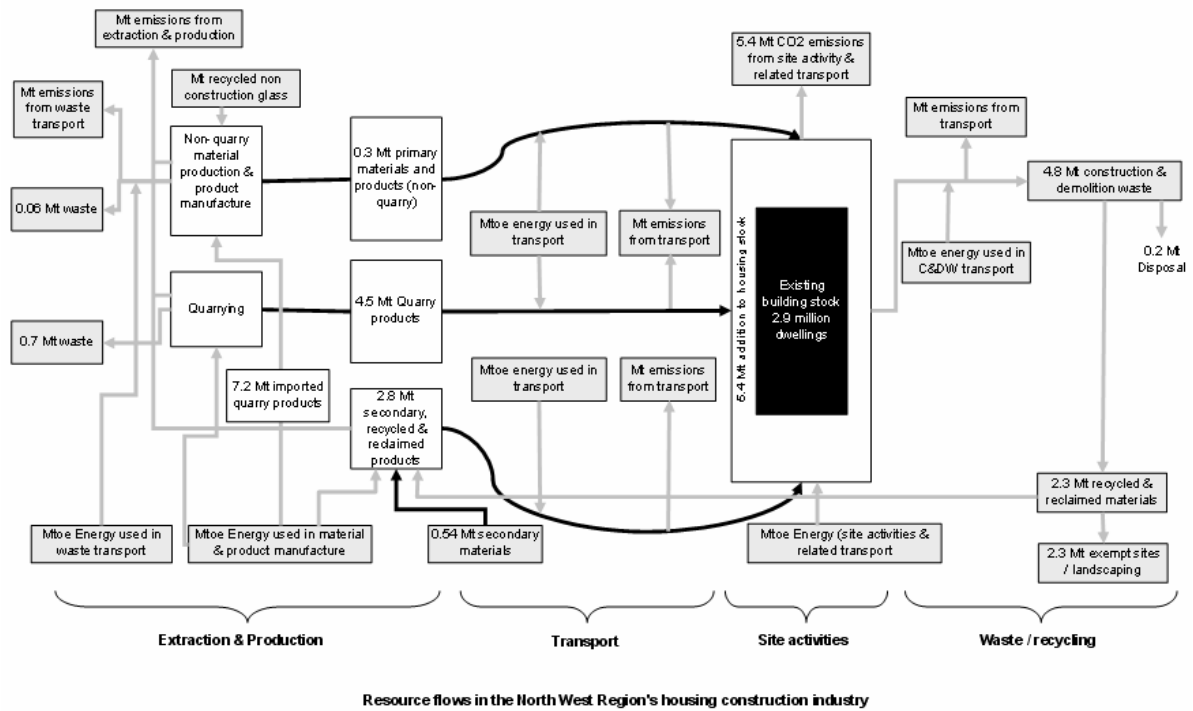 Mt emissions from
extraction & production
Mt recycled non
construction glass
Mt emissions
from waste
transport
Non-quarry
material
production &
product
manufacture
0.3 Mt primary
materials and
products (non-
quarry)
0.06 Mt waste
Quarrying
4.5 Mt Quarry
products
0.7 Mt waste
7.2 Mt imported
quarry products
2.8 Mt
secondary,
recycled &
reclaimed
products
Mtoe Energy used in
waste transport
Mtoe Energy used in material
& product manufacture
0.54 Mt secondary
materials
Mtoe energy used in
transport
Mt emissions
from transport
Mtoe energy used in
transport
Mt emissions
from transport
5.4 Mt CO2 emissions
from site activity &
related transport
5.4 Mt addition to housing stock
Existing
building stock
2.9 million
dwellings
Mtoe Energy (site activities &
related transport
Mt emissions from
transport
Mtoe energy used in
C&DW transport
4.8 Mt construction &
demolition waste
0.2 Mt
Disposal
2.3 Mt recycled &
reclaimed materials
2.3 Mt exempt sites
/ landscaping
Extraction & Production
Transport
Site activities
Waste / recycling
Resource flows in the North West Region's housing construction industry